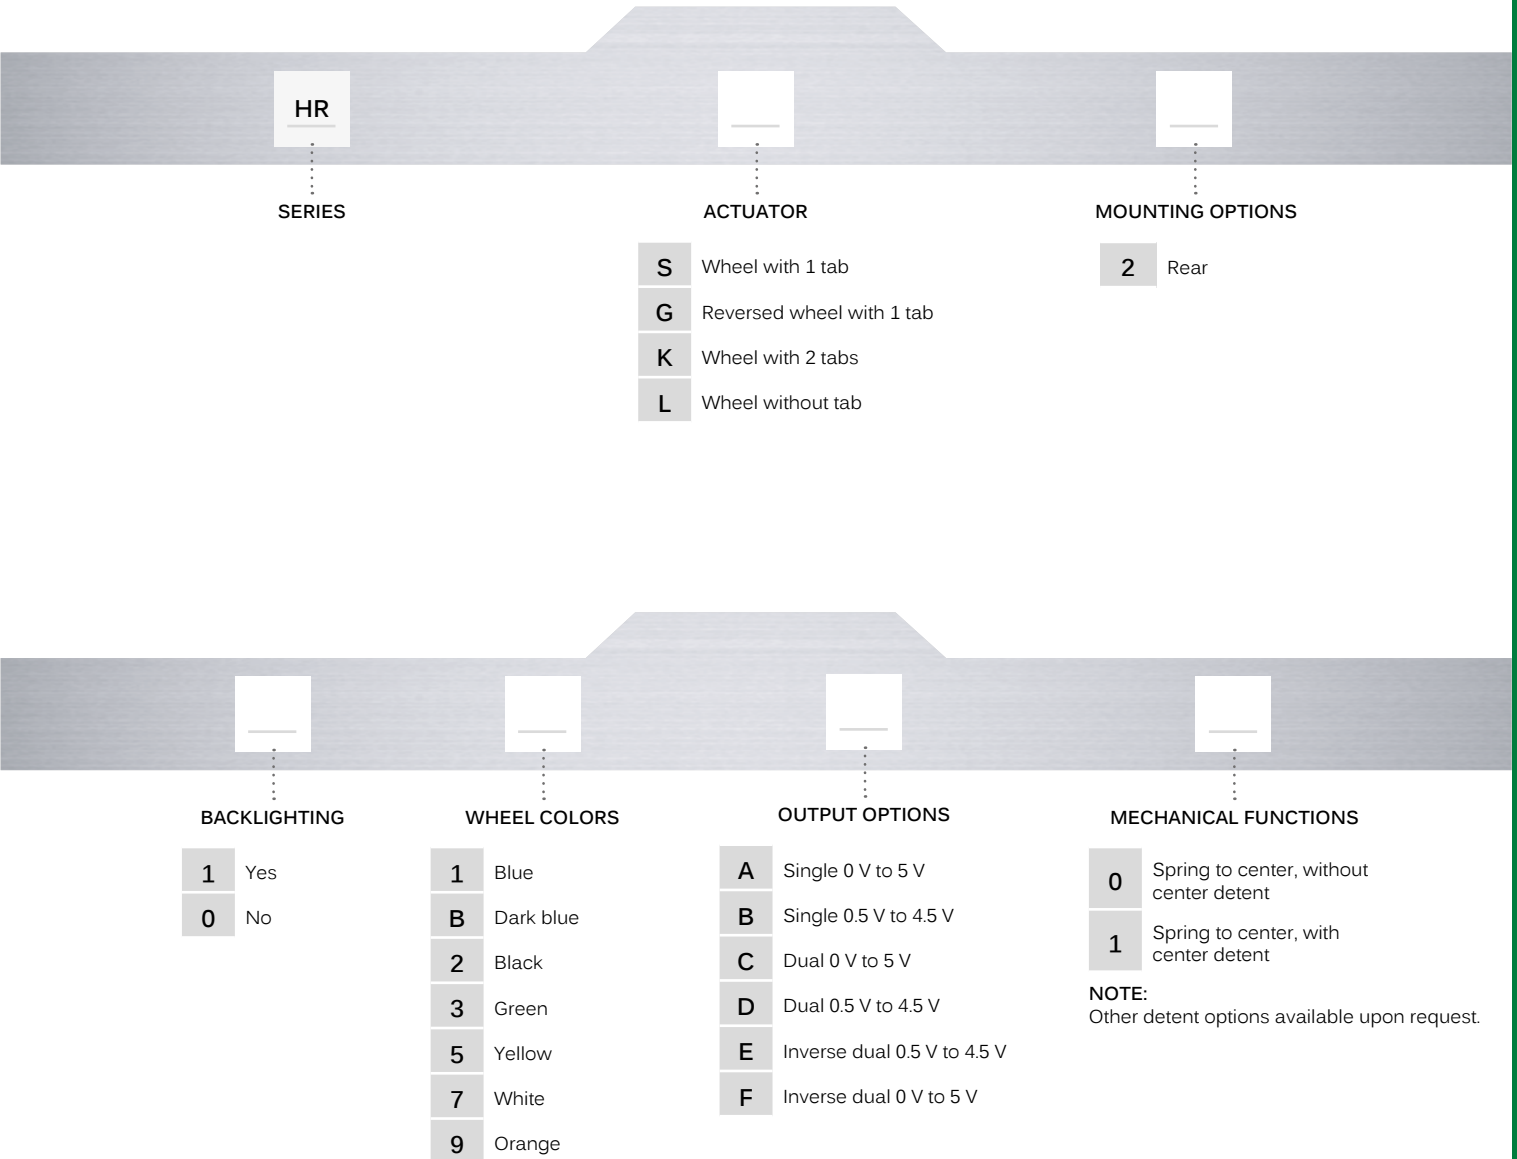 HR
SERIES
ACTUATOR
S Wheel with 1 tab
G Reversed wheel with 1 tab
K Wheel with 2 tabs
L Wheel without tab
MOUNTING OPTIONS
2 Rear
BACKLIGHTING
1 Yes
0 No
WHEEL COLORS
1 Blue
B Dark blue
2 Black
3 Green
5 Yellow
7 White
9 Orange
OUTPUT OPTIONS
A Single 0 V to 5 V
B Single 0.5 V to 4.5 V
C Dual 0 V to 5 V
D Dual 0.5 V to 4.5 V
E Inverse dual 0.5 V to 4.5 V
F Inverse dual 0 V to 5 V
MECHANICAL FUNCTIONS
0 Spring to center, without
center detent
1 Spring to center, with
center detent
NOTE:
Other detent options available upon request.